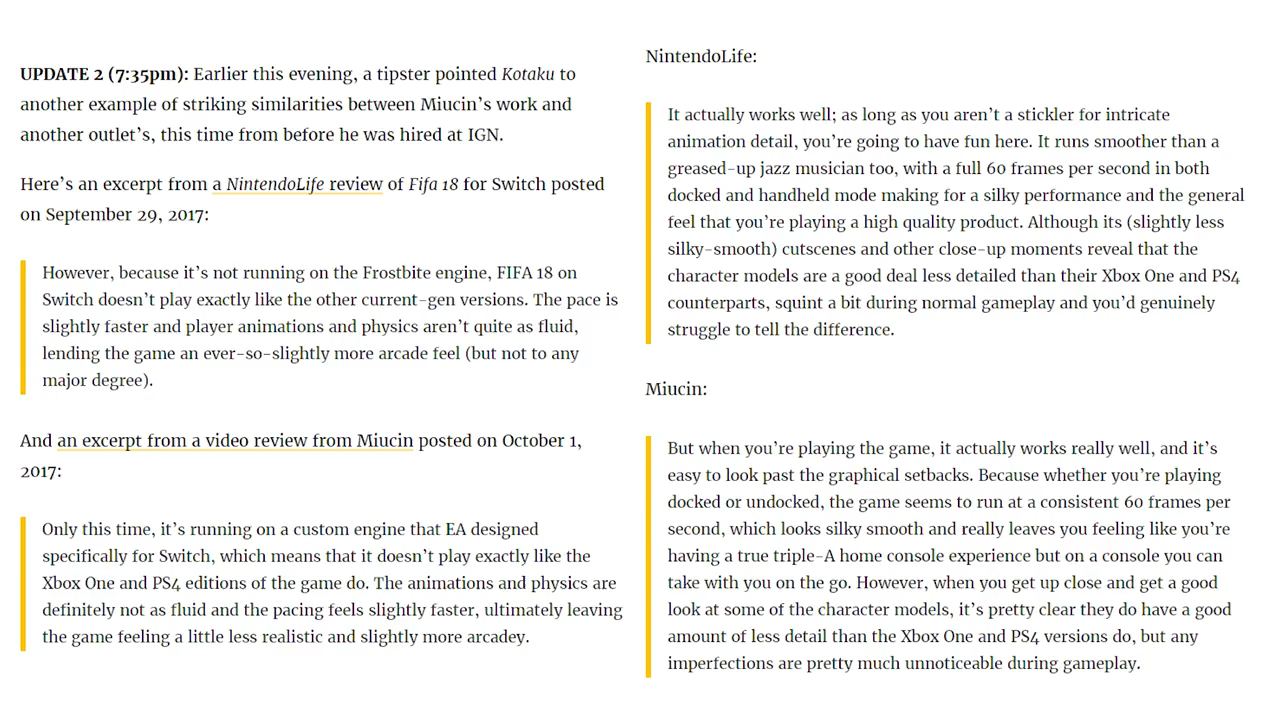 UPDATE 2 (7:35pm): Earlier this evening, a tipster pointed Kotaku to
another example of striking similarities between Miucin’s work and
another outlet’s, this time from before he was hired at IGN.
Here’s an excerpt from a NintendoLife review of Fifa 18 for Switch posted
on September 29, 2017:
However, because it’s not running on the Frostbite engine, FIFA 18 on
Switch doesn’t play exactly like the other current-gen versions. The pace is
slightly faster and player animations and physics aren’t quite as fluid,
lending the game an ever-so-slightly more arcade feel (but not to any
major degree).
And an excerpt from a video review from Miucin posted on October 1,
2017:
Only this time, it’s running on a custom engine that EA designed
specifically for Switch, which means that it doesn’t play exactly like the
Xbox One and PS4 editions of the game do. The animations and physics are
definitely not as fluid and the pacing feels slightly faster, ultimately leaving
the game feeling a little less realistic and slightly more arcadey.
NintendoLife:
It actually works well; as long as you aren’t a stickler for intricate
animation detail, you’re going to have fun here. It runs smoother than a
greased-up jazz musician too, with a full 60 frames per second in both
docked and handheld mode making for a silky performance and the general
feel that you’re playing a high quality product. Although its (slightly less
silky-smooth) cutscenes and other close-up moments reveal that the
character models are a good deal less detailed than their Xbox One and PS4
counterparts, squint a bit during normal gameplay and you’d genuinely
struggle to tell the difference.
Miucin:
But when you’re playing the game, it actually works really well, and it’s
easy to look past the graphical setbacks. Because whether you’re playing
docked or undocked, the game seems to run at a consistent 60 frames per
second, which looks silky smooth and really leaves you feeling like you’re
having a true triple-A home console experience but on a console you can
take with you on the go. However, when you get up close and get a good
look at some of the character models, it’s pretty clear they do have a good
amount of less detail than the Xbox One and PS4 versions do, but any
imperfections are pretty much unnoticeable during gameplay.